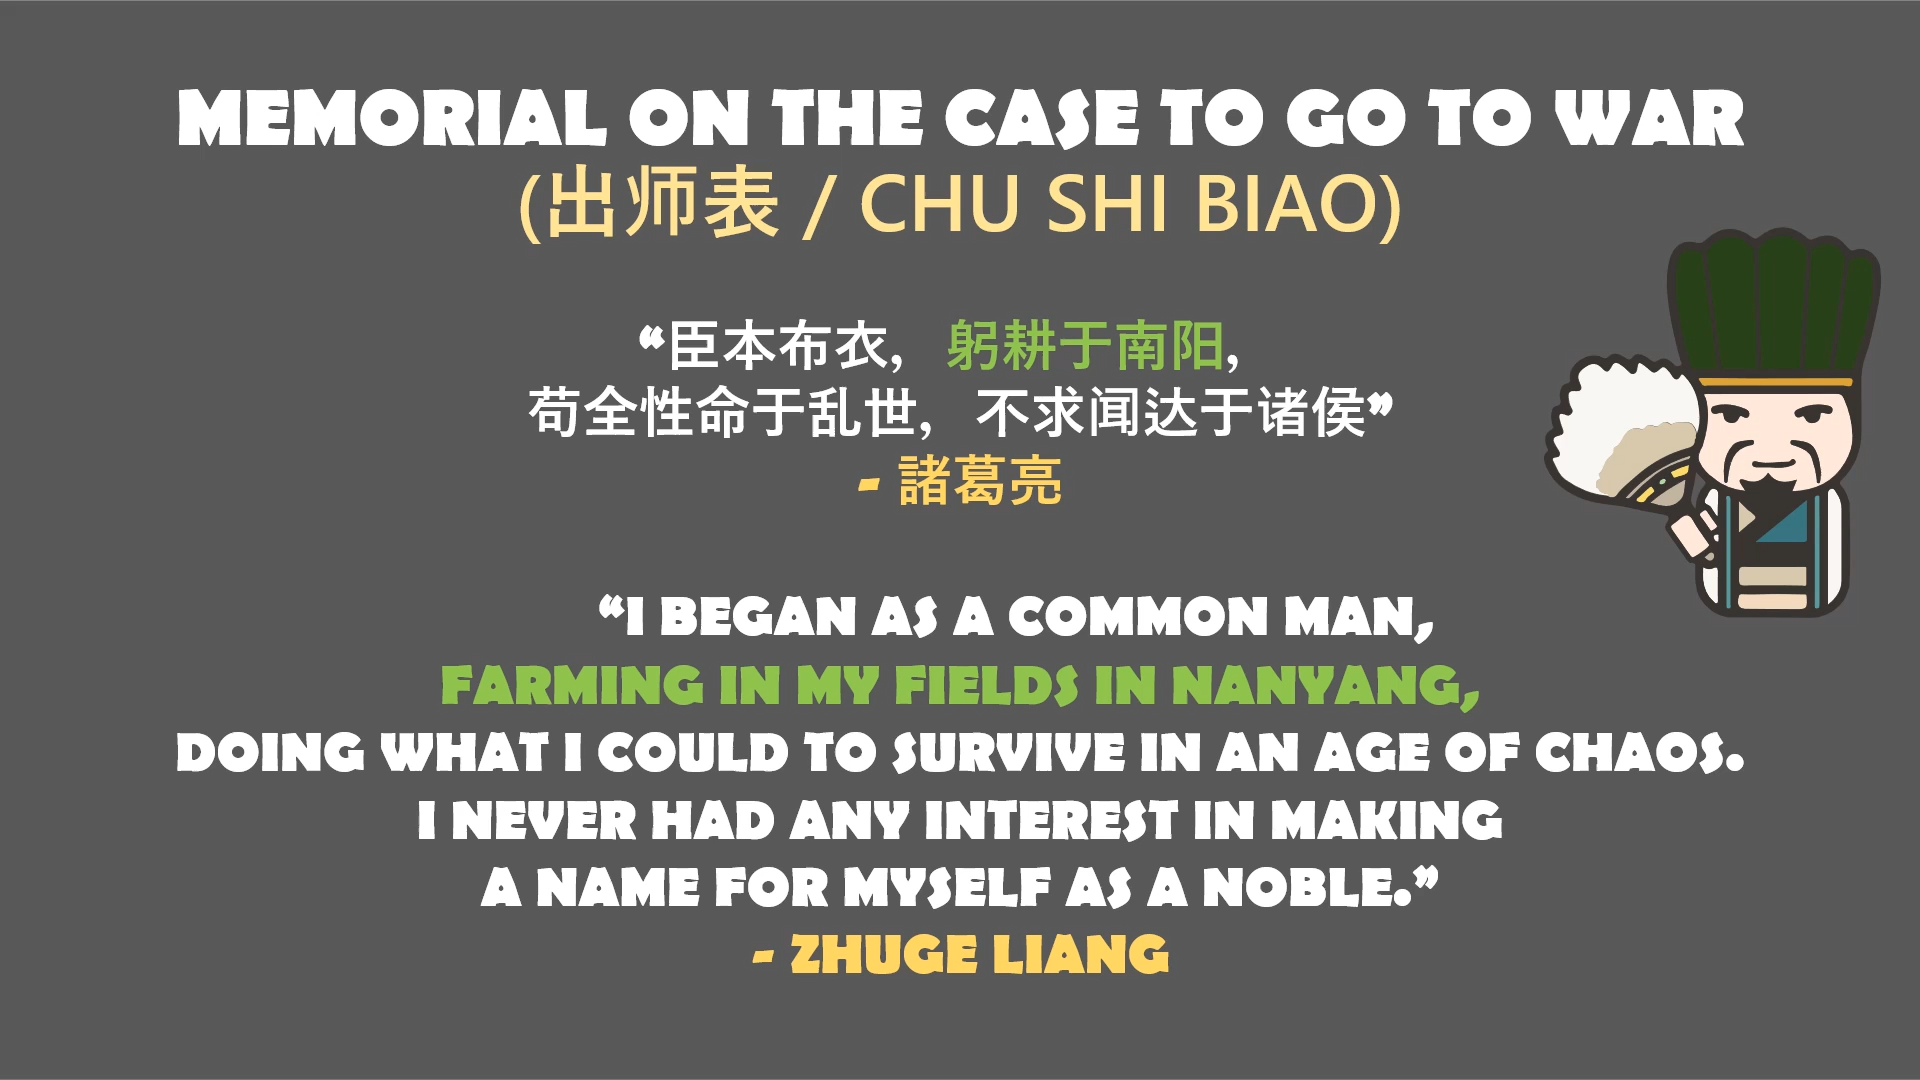 MEMORIAL ON THE CASE TO GO TO WAR
(出师表 / CHU SHI BIAO)
“臣本布衣，躬耕于南阳，
苟全性命于乱世，不求闻达于诸侯”
- 諸葛亮
“I BEGAN AS A COMMON MAN,
FARMING IN MY FIELDS IN NANYANG,
DOING WHAT I COULD TO SURVIVE IN AN AGE OF CHAOS.
I NEVER HAD ANY INTEREST IN MAKING
A NAME FOR MYSELF AS A NOBLE.”
- ZHUGE LIANG